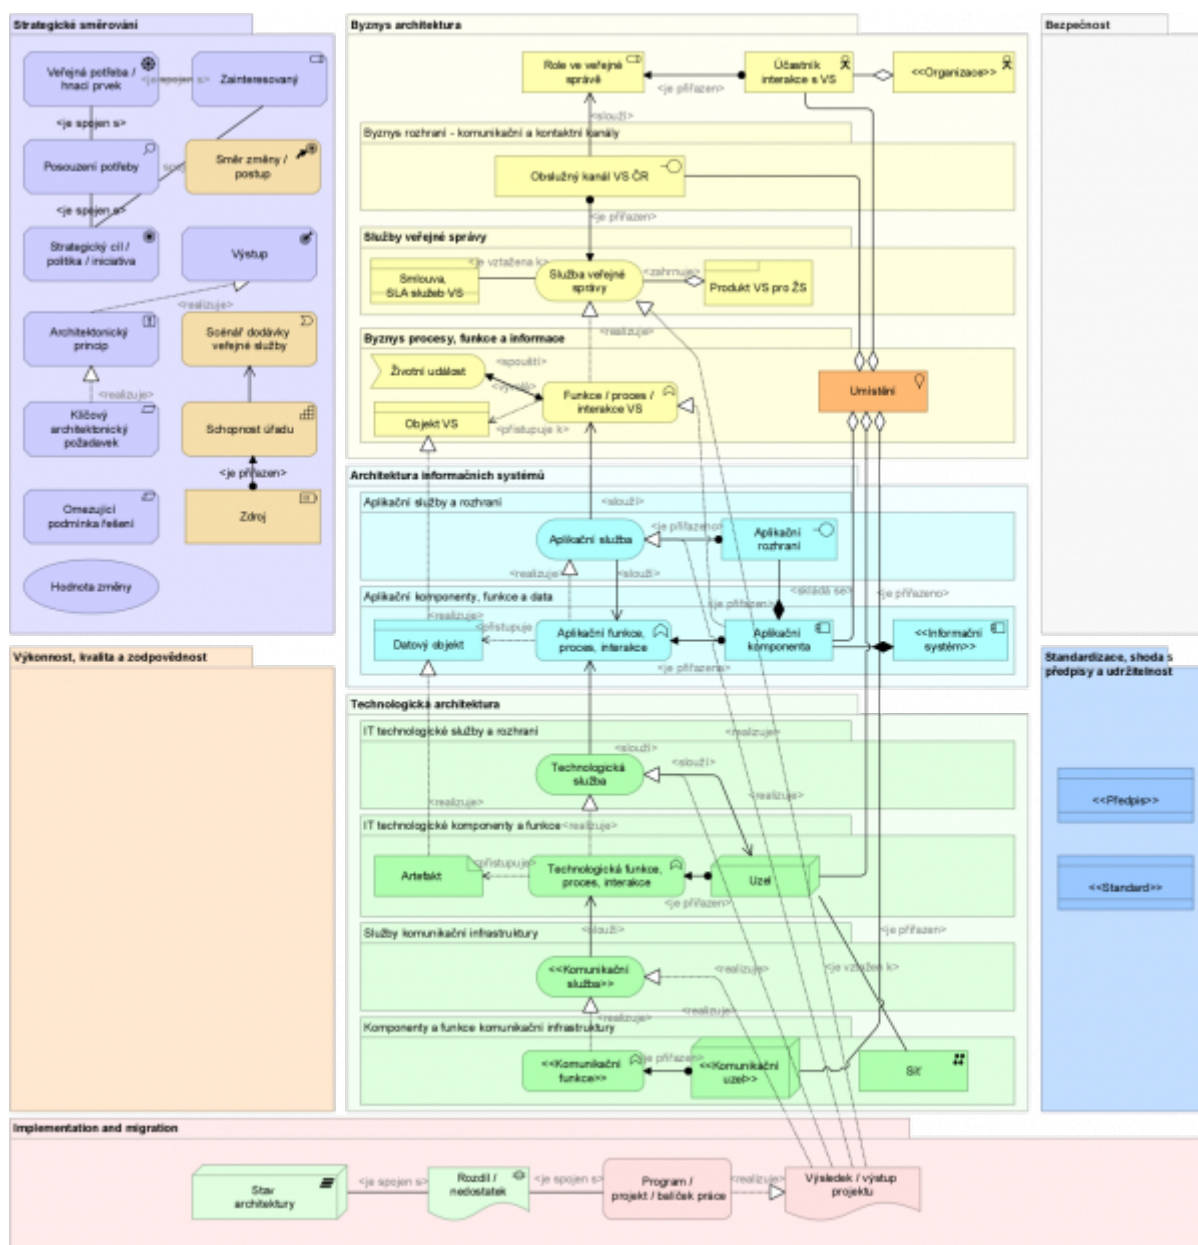 Strategické směrování
Veřejná potřeba /
hnací prvek
<je spojen s>
Zainteresovaný
<je spojen s>
Posouzení potřeby
Směr změny /
postup
<je spojen s>
Strategický cíl /
politika / iniciativa
Výstup
<realizuje>
Architektonický
princip
Scénář dodávky
veřejné služby
<realizuje>
Klíčový
architektonický
požadavek
Schopnost úřadu
<je přiřazen>
Omezující
podmínka řešení
Zdroj
Hodnota změny
Výkonnost, kvalita a zodpovědnost
Byznys architektura
Role ve veřejné
správě
<je přiřazen>
Účastník
interakce s VS
<<Organizace>>
<slouží>
Byznys rozhraní - komunikační a kontaktní kanály
Obslužný kanál VS ČR
<je přiřazen>
Služby veřejné správy
Smlouva,
SLA služeb VS
<je vztažena k>
Služba veřejné
správy
<zahrnuje>
Produkt VS pro ŽS
<realizuje>
Byznys procesy, funkce a informace
Životní událost
<spouští>
Funkce / proces /
interakce VS
Umístění
Objekt VS
<přistupuje k>
Architektura informačních systémů
Aplikační služby a rozhraní
<slouží>
Aplikační služba
<je přiřazeno>
Aplikační
rozhraní
<realizuje>
<slouží>
<skládá se>
<je přiřazeno>
Aplikační komponenty, funkce a data
<je přiřazen>
<realizuje>
Datový objekt
<přistupuje
Aplikační funkce,
proces, interakce
<je přiřazena>
Aplikační
komponenta
<<Informační
systém>>
Technologická architektura
IT technologické služby a rozhraní
<realizuje>
<slouží>
<slouží>
Technologická
služba
<realizuje>
<realizuje>
IT technologické komponenty a funkce
<realizuje>
Artefakt
<přistupuje>
Technologická funkce,
proces, interakce
Uzel
<je přiřazen>
Služby komunikační infrastruktury
<slouží>
<je přiřazen>
<<Komunikační
služba>>
<realizuje>
<je vztažen k>
<realizuje>
Komponenty a funkce komunikační infrastruktury
<<Komunikační
funkce>>
<je přiřazen>
<<Komunikační
uzel>>
Síť
Bezpečnost
Standardizace, shoda s
předpisy a udržitelnost
<<Předpis>>
<<Standard>>
Implementation and migration
Stav
architektury
<je spojen s>
Rozdíl /
nedostatek
<je spojen s>
Program /
projekt / balíček práce
<realizuje>
Výsledek / výstup
projektu